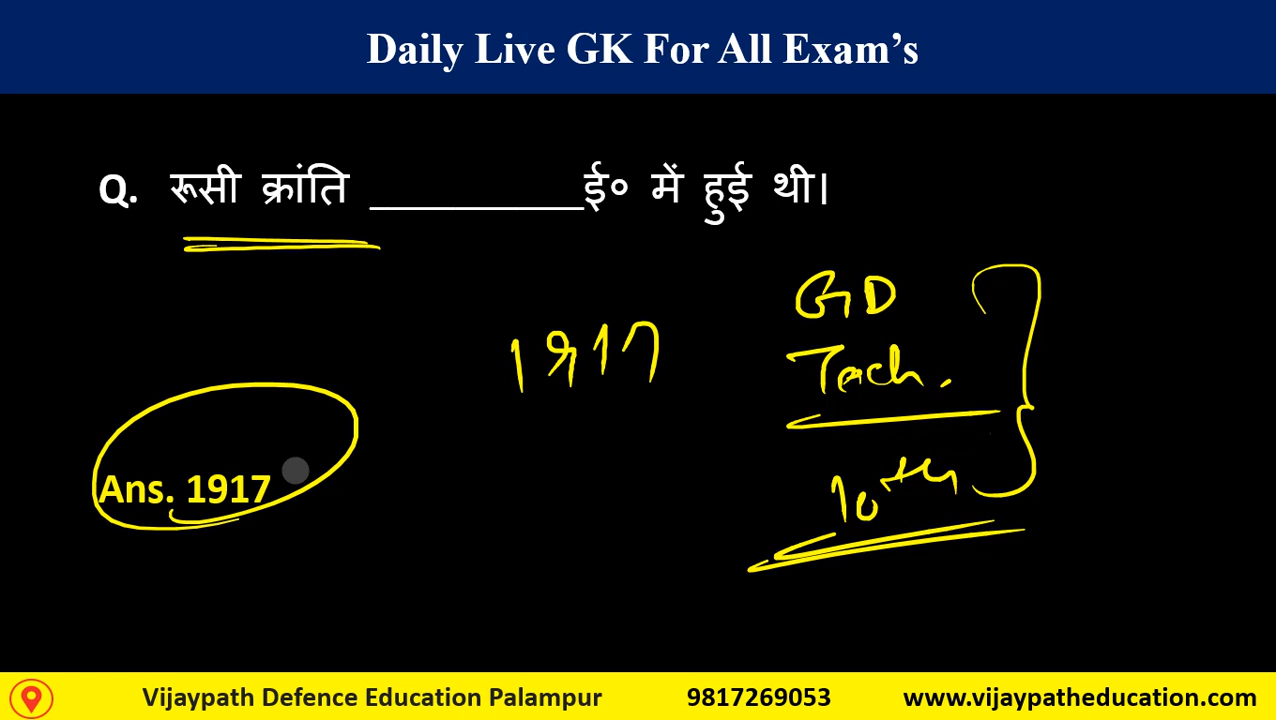 Daily Live GK For All Exam’s
Q. रूसी क्रांति __________ई० में हुई थी।
GD
1917
Tech.
Ans. 1917
10th
Vijaypath Defence Education Palampur 9817269053 www.vijaypatheducation.com